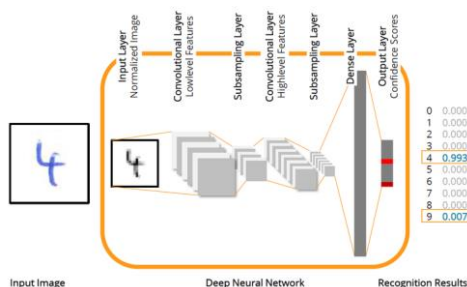 Input Layer
Normalized Image
Convolutional Layer
Lowlevel Features
Subsampling Layer
Convolutional Layer
Highlevel Features
Subsampling Layer
Dense Layer
Output Layer
Confidence Scores
4
4
0 0.000
1 0.000
2 0.000
3 0.000
4 0.993
5 0.000
6 0.000
7 0.000
8 0.000
9 0.007
Input Image
Deep Neural Network
Recognition Results